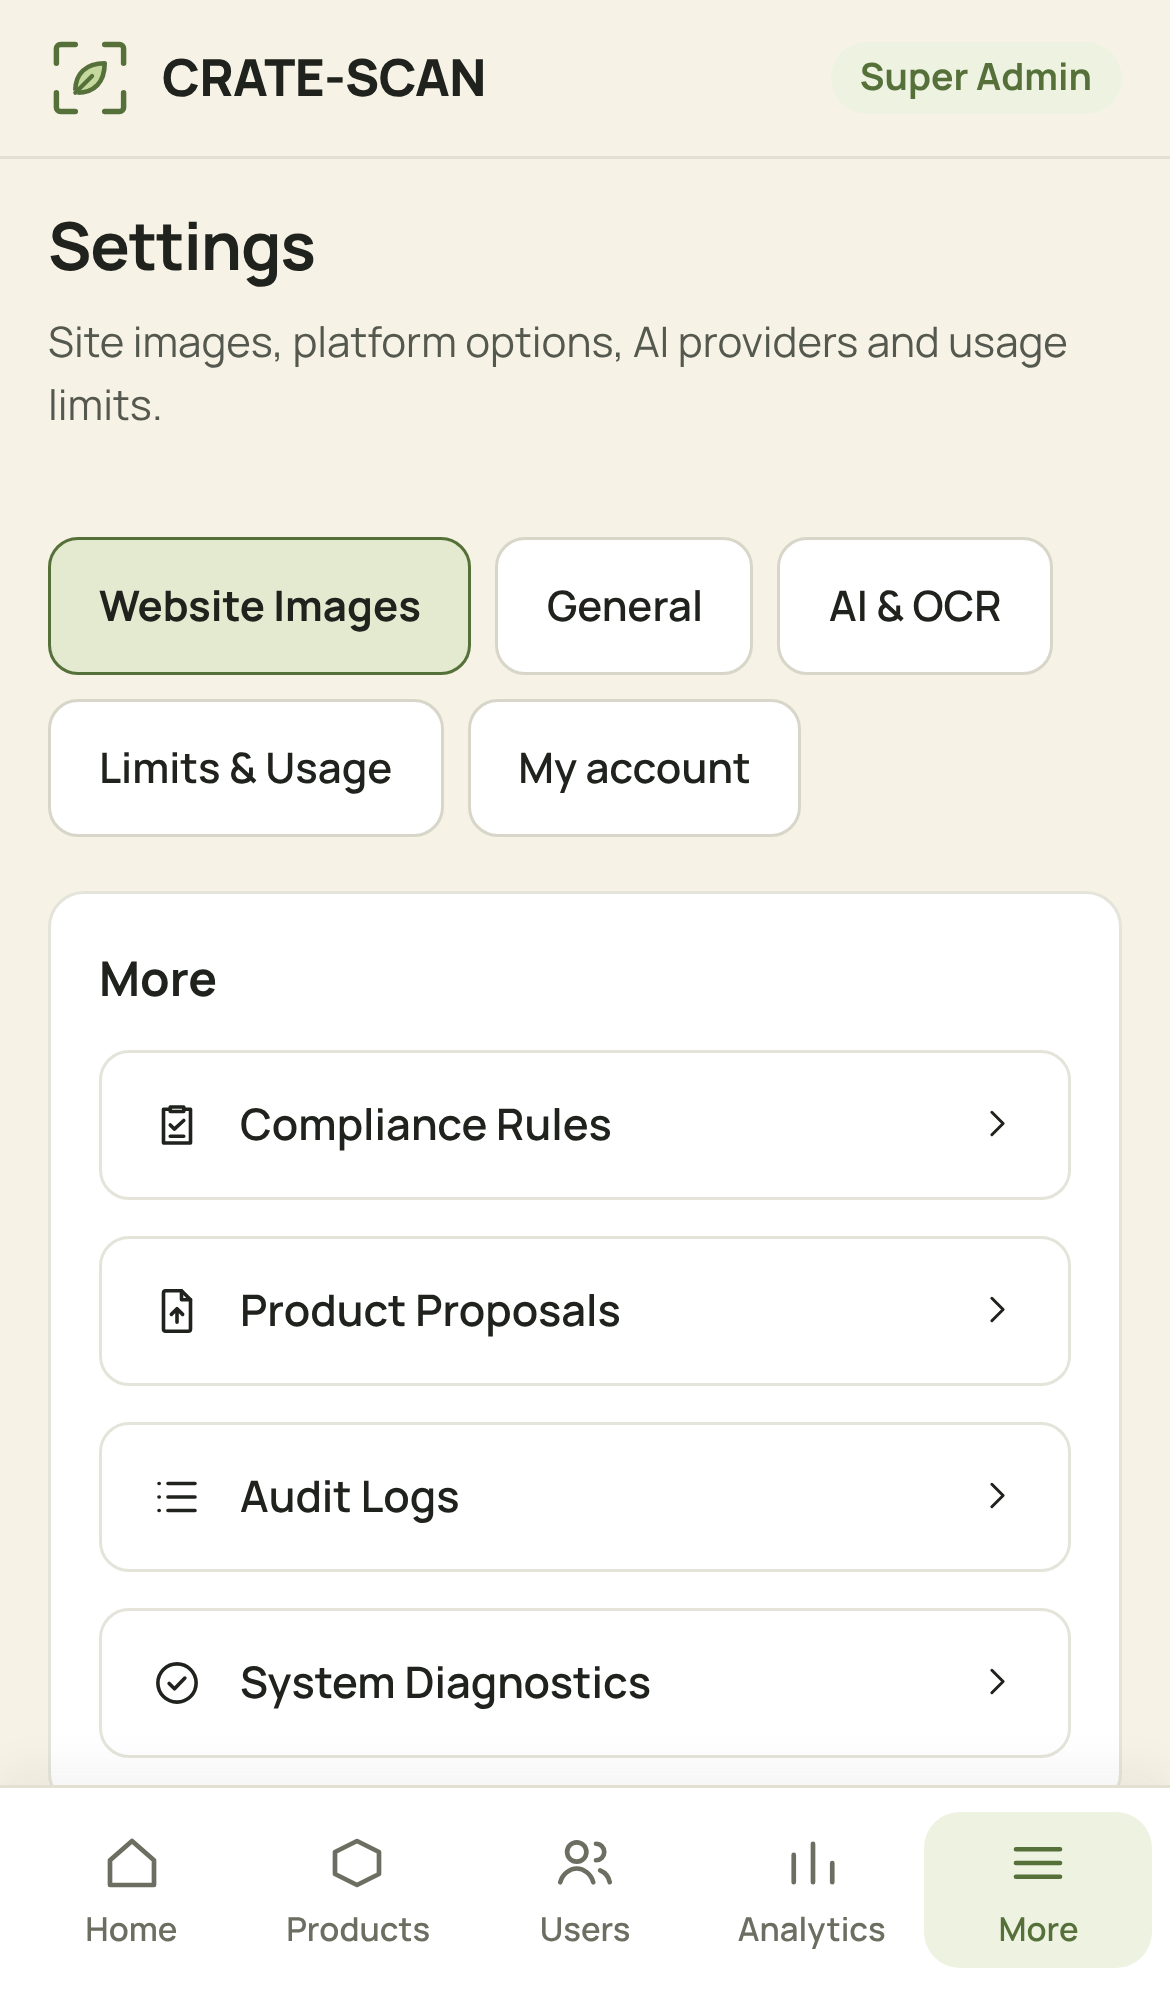 CRATE-SCAN
Super Admin
Settings
Site images, platform options, AI providers and usage
limits.
Website Images
General
AI & OCR
Limits & Usage
My account
More
Compliance Rules
Product Proposals
Audit Logs
System Diagnostics
Home
Products
Users
Analytics
More